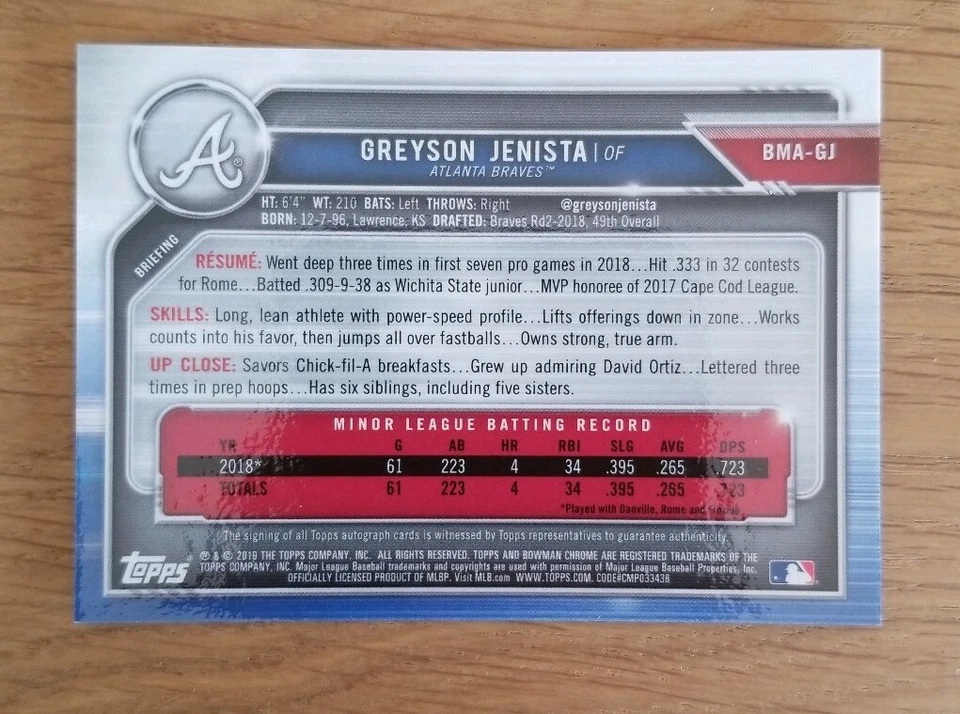 A
GREYSON JENISTA | OF
ATLANTA BRAVES™
BMA-GJ
HT: 6'4" WT: 210 BATS: Left THROWS: Right @greysonjenista
BORN: 12-7-96, Lawrence, KS DRAFTED: Braves Rd2-2018, 49th Overall
BRIEFING
RÉSUMÉ: Went deep three times in first seven pro games in 2018...Hit .333 in 32 contests
for Rome...Batted .309-9-38 as Wichita State junior...MVP honoree of 2017 Cape Cod League.
SKILLS: Long, lean athlete with power-speed profile...Lifts offerings down in zone...Works
counts into his favor, then jumps all over fastballs...Owns strong, true arm.
UP CLOSE: Savors Chick-fil-A breakfasts...Grew up admiring David Ortiz...Lettered three
times in prep hoops...Has six siblings, including five sisters.
MINOR LEAGUE BATTING RECORD
YR G AB HR RBI SLG AVG OPS
2018* 61 223 4 34 .395 .265 .723
TOTALS 61 223 4 34 .395 .265 .723
*Played with Danville, Rome and
The signing of all Topps autograph cards is witnessed by Topps representatives to guarantee authenticity.
Topps
® & © 2019 THE TOPPS COMPANY, INC. ALL RIGHTS RESERVED. TOPPS AND BOWMAN CHROME ARE REGISTERED TRADEMARKS OF THE
TOPPS COMPANY, INC. Major League Baseball trademarks and copyrights are used with permission of Major League Baseball Properties, Inc.
OFFICIALLY LICENSED PRODUCT OF MLBP. Visit MLB.com WWW.TOPPS.COM. CODE#CMP033438